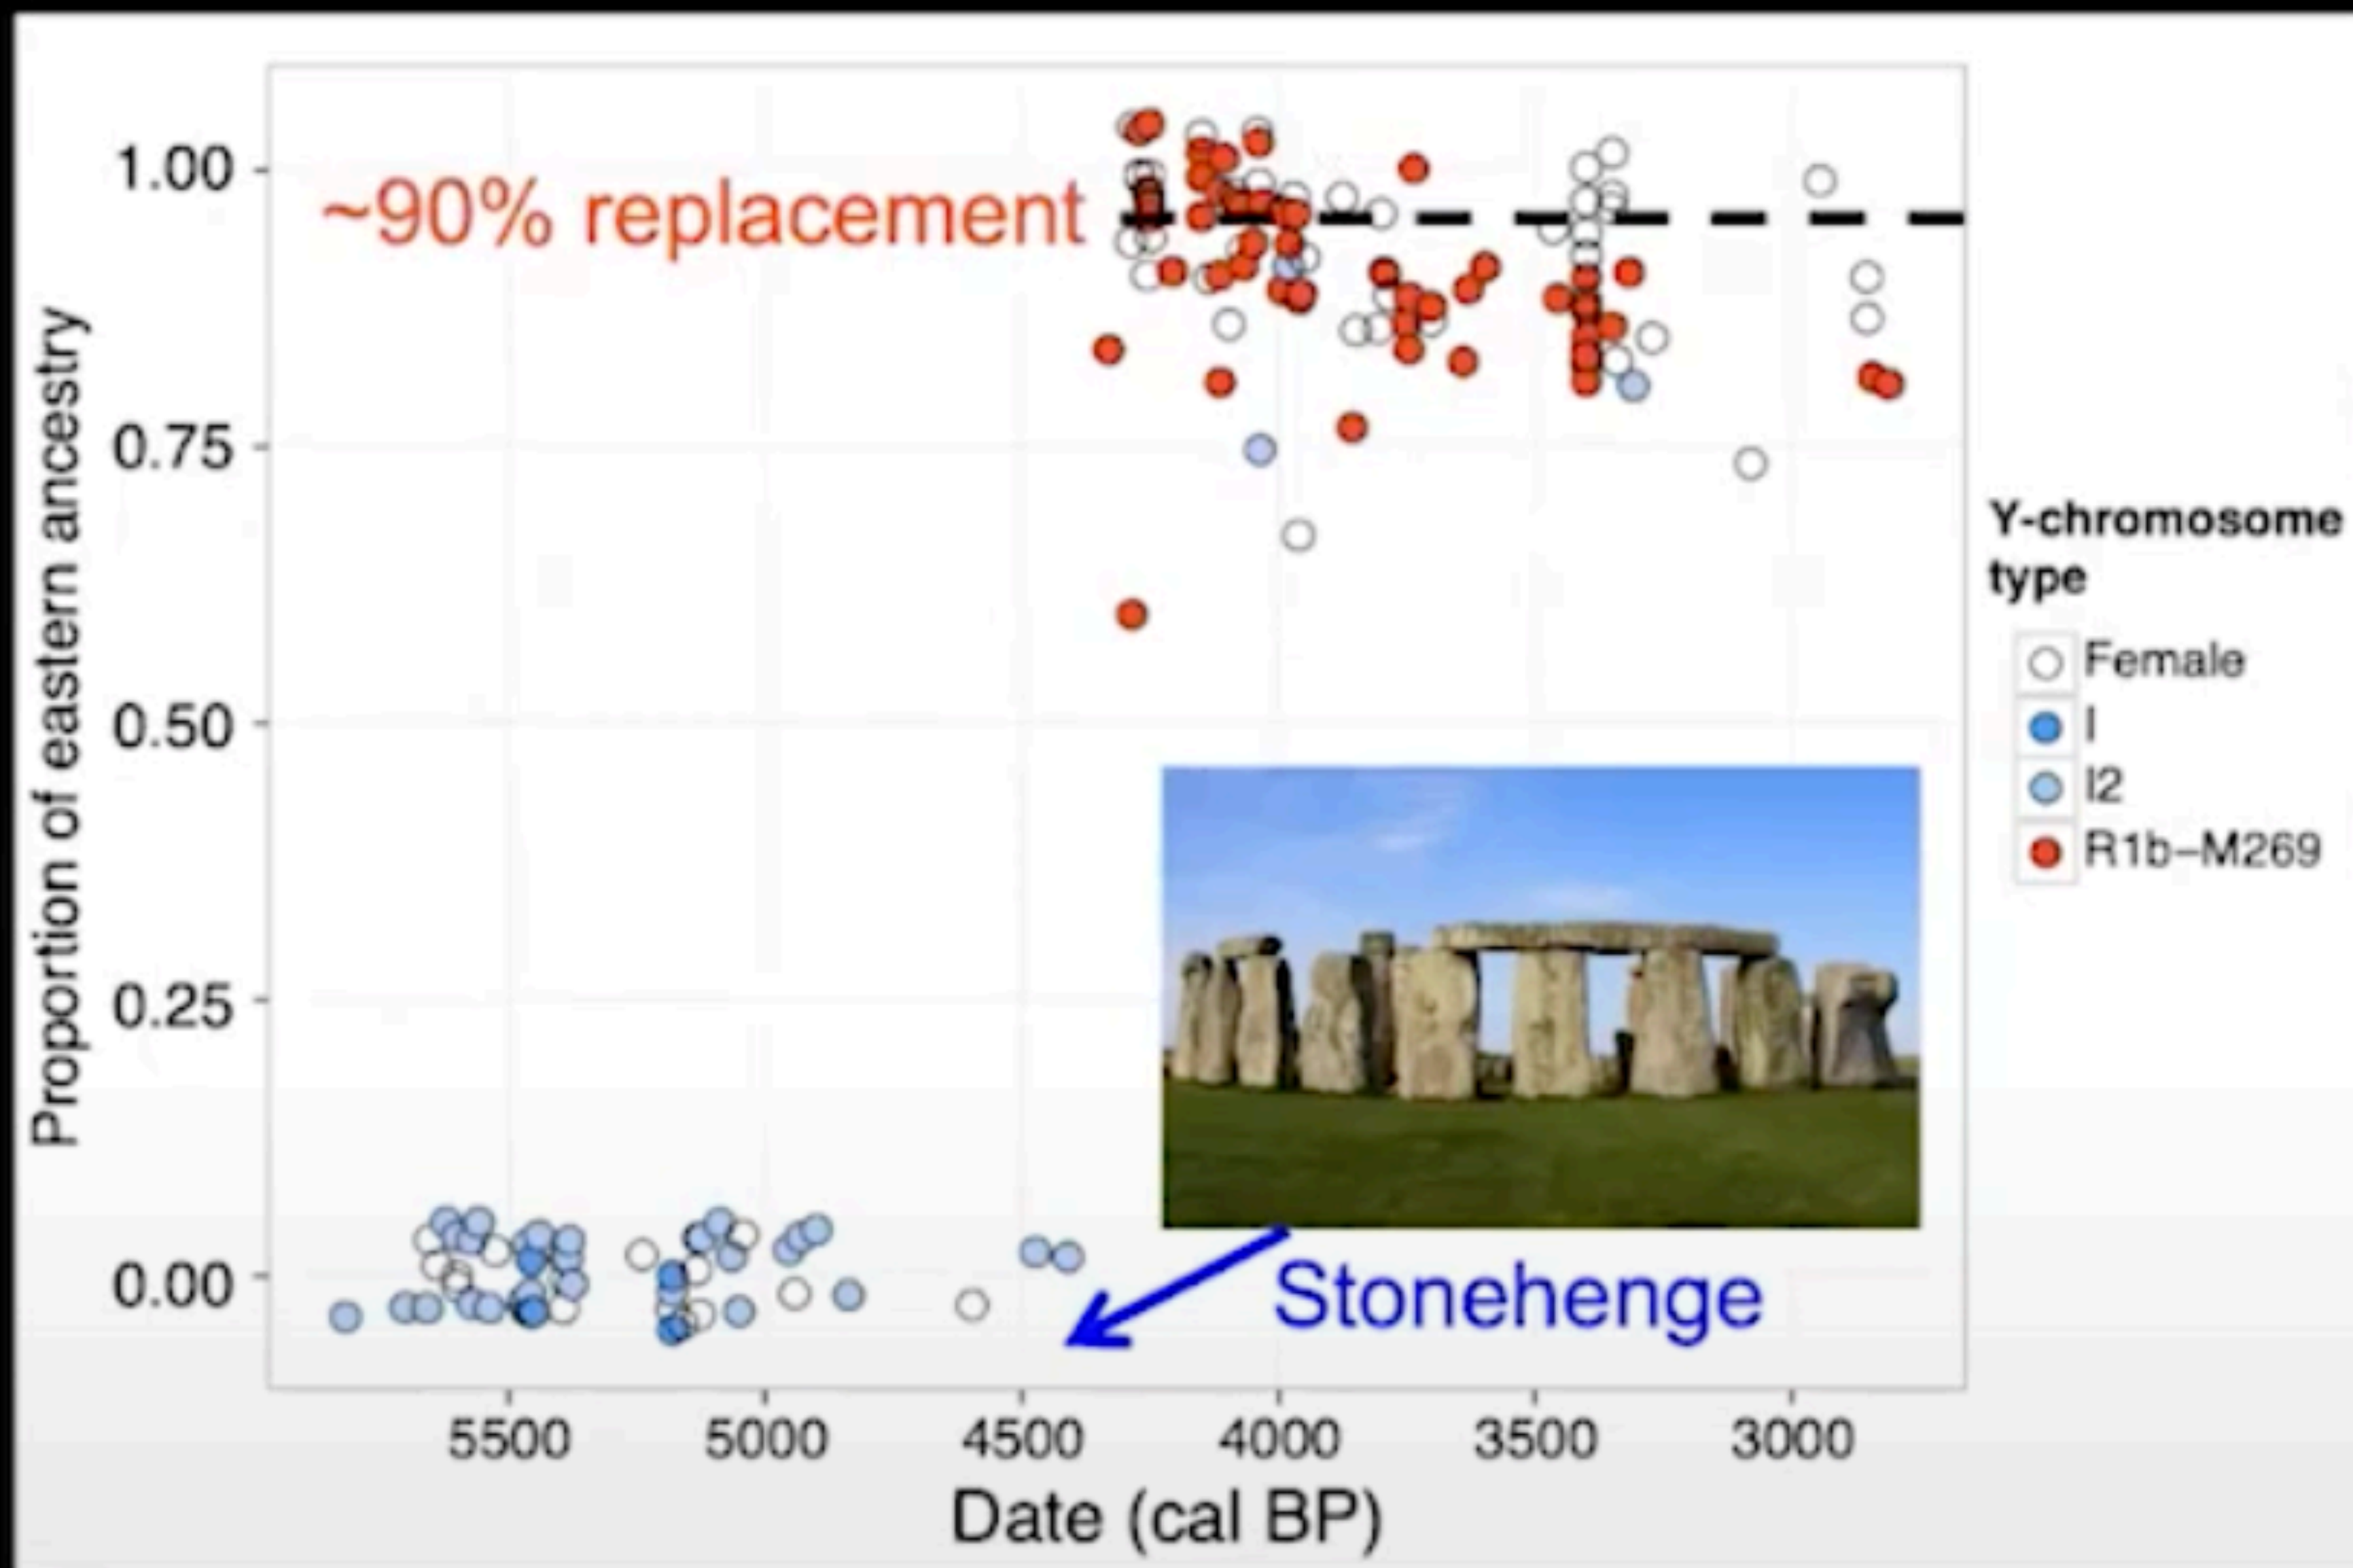 1.00
~90% replacement
0.75
0.50
0.25
0.00
Proportion of eastern ancestry
Stonehenge
5500 5000 4500 4000 3500 3000
Date (cal BP)
Y-chromosome
type
Female
I
I2
R1b–M269